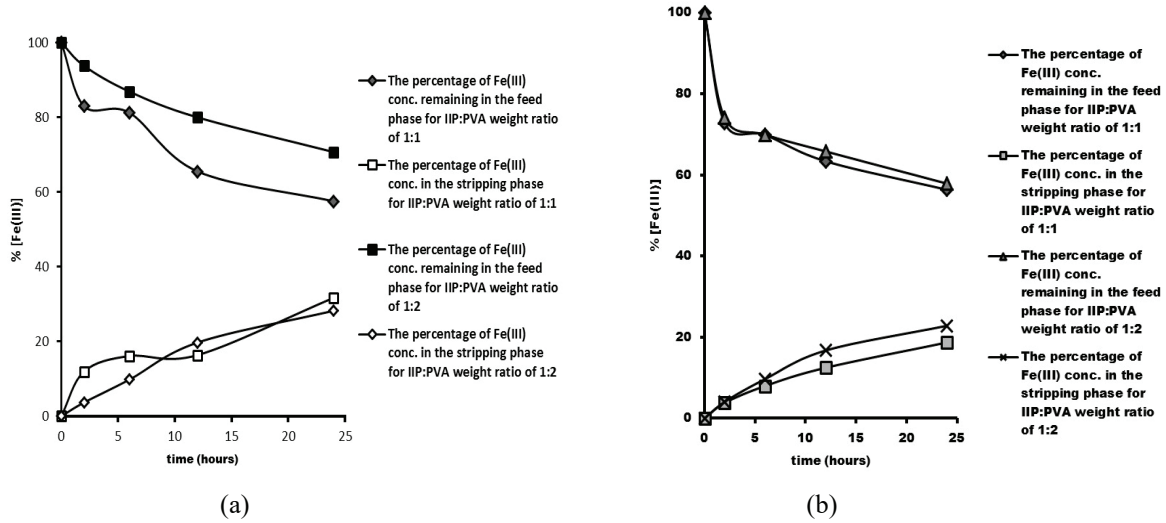 100
80
60
40
20
0
% [Fe(III)]
0 5 10 15 20 25
time (hours)
The percentage of Fe(III)
conc. remaining in the feed
phase for IIP:PVA weight ratio
of 1:1
The percentage of Fe(III)
conc. in the stripping phase
for IIP:PVA weight ratio of 1:1
The percentage of Fe(III)
conc. remaining in the feed
phase for IIP:PVA weight ratio of
1:2
The percentage of Fe(III)
conc. in the stripping phase
for IIP:PVA weight ratio of 1:2
(a)
100
80
60
40
20
0
% [Fe(III)]
0 5 10 15 20 25
time (hours)
The percentage of
Fe(III) conc.
remaining in the feed
phase for IIP:PVA
weight ratio of 1:1
The percentage of
Fe(III) conc. in the
stripping phase for
IIP:PVA weight ratio
of 1:1
The percentage of
Fe(III) conc.
remaining in the feed
phase for IIP:PVA
weight ratio of 1:2
The percentage of
Fe(III) conc. in the
stripping phase for
IIP:PVA weight ratio
of 1:2
(b)